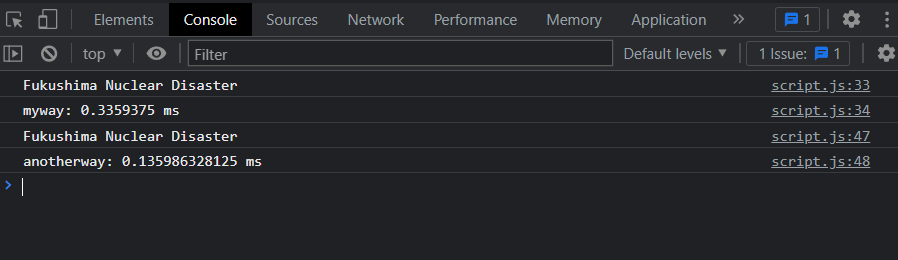 Elements Console Sources Network Performance Memory Application » 1
top ▼ Filter Default levels ▼ 1 Issue: 1
Fukushima Nuclear Disaster script.js:33
myway: 0.3359375 ms script.js:34
Fukushima Nuclear Disaster script.js:47
anotherway: 0.135986328125 ms script.js:48